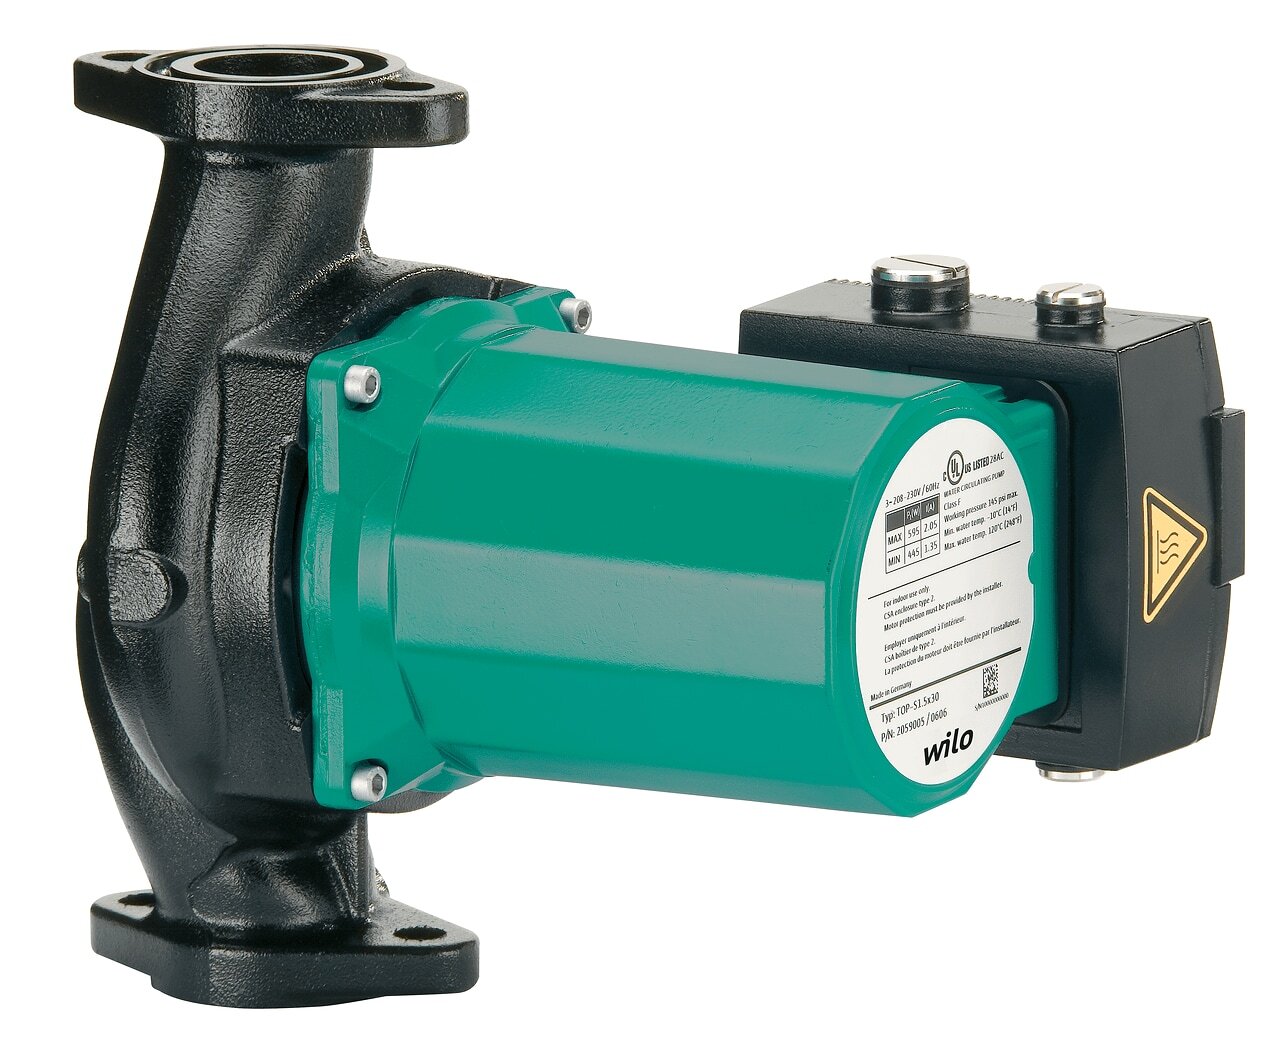 C UL US LISTED 28AC
WATER CIRCULATING PUMP
3~208-230V/60Hz
P(W) I(A)
MAX 595 2.05
MIN 445 1.35
Class F
Working pressure 145 psi max.
Min. water temp. -10°C (14°F)
Max. water temp. 120°C (248°F)
For indoor use only.
CSA enclosure type 2.
Motor protection must be provided by the installer.
Employer uniquement à l'intérieur.
CSA boîtier de type 2.
La protection du moteur doit être fournie par l'installateur.
Made in Germany
Typ: TOP-S1.5x30
P/N: 2059005/0606
wilo